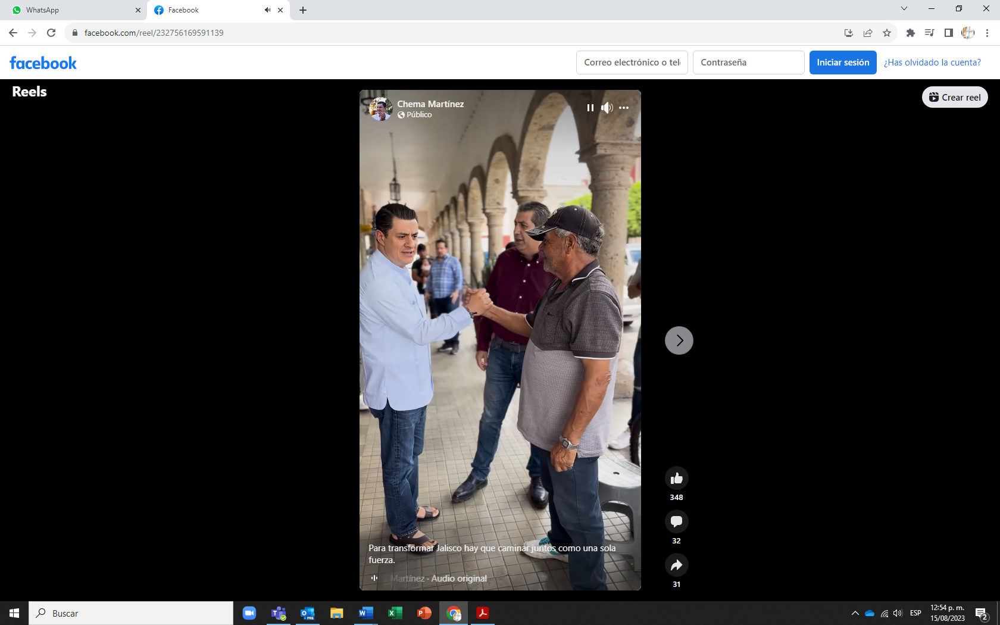 WhatsApp
Facebook
facebook.com/reel/232756169591139
facebook
Correo electrónico o telé
Contraseña
Iniciar sesión
¿Has olvidado la cuenta?
Reels
Crear reel
Chema Martínez
Público
348
32
31
Para transformar Jalisco hay que caminar juntos como una sola
fuerza.
Martínez · Audio original
Buscar
PRE
ESP
12:54 p. m.
15/08/2023
2